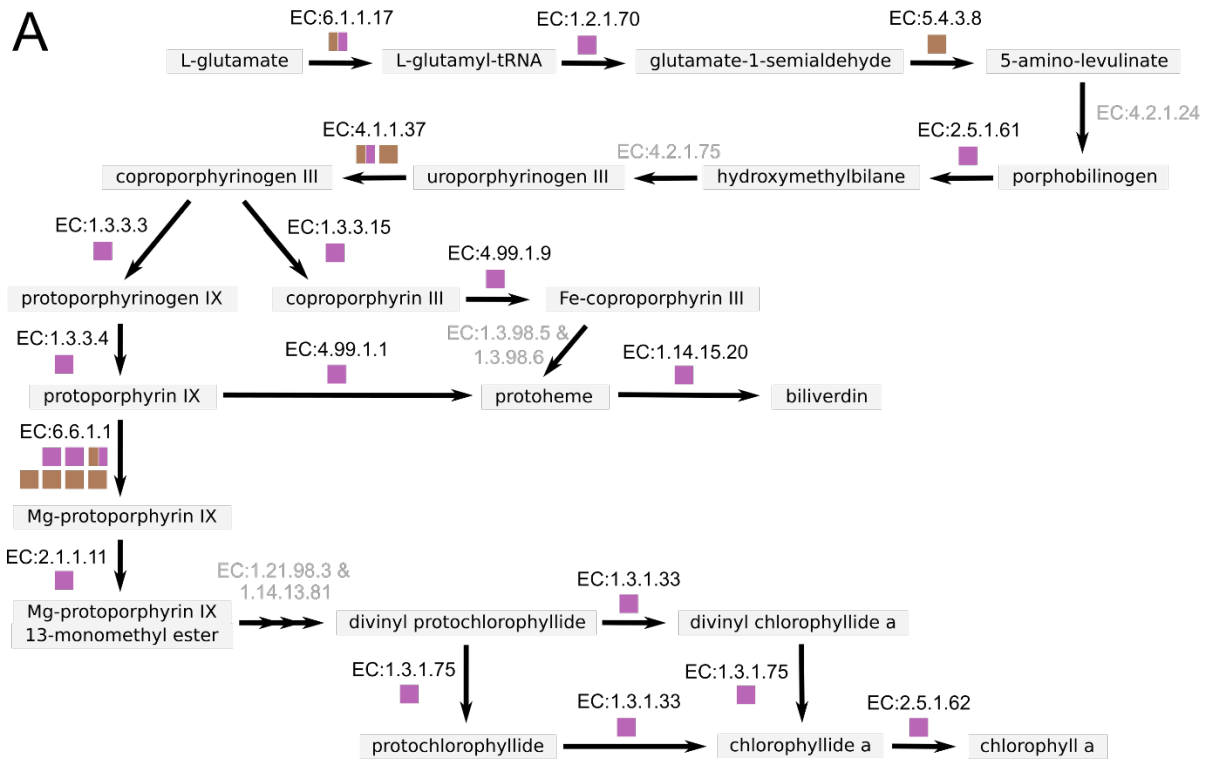 A
EC:6.1.1.17
EC:1.2.1.70
EC:5.4.3.8
L-glutamate
L-glutamyl-tRNA
glutamate-1-semialdehyde
5-amino-levulinate
EC:4.2.1.24
EC:4.1.1.37
EC:4.2.1.75
EC:2.5.1.61
coproporphyrinogen III
uroporphyrinogen III
hydroxymethylbilane
porphobilinogen
EC:1.3.3.3
EC:1.3.3.15
EC:4.99.1.9
protoporphyrinogen IX
coproporphyrin III
Fe-coproporphyrin III
EC:1.3.3.4
EC:4.99.1.1
EC:1.3.98.5 &
1.3.98.6
EC:1.14.15.20
protoporphyrin IX
protoheme
biliverdin
EC:6.6.1.1
Mg-protoporphyrin IX
EC:2.1.1.11
EC:1.21.98.3 &
1.14.13.81
EC:1.3.1.33
Mg-protoporphyrin IX
13-monomethyl ester
divinyl protochlorophyllide
divinyl chlorophyllide a
EC:1.3.1.75
EC:1.3.1.33
EC:1.3.1.75
EC:2.5.1.62
protochlorophyllide
chlorophyllide a
chlorophyll a